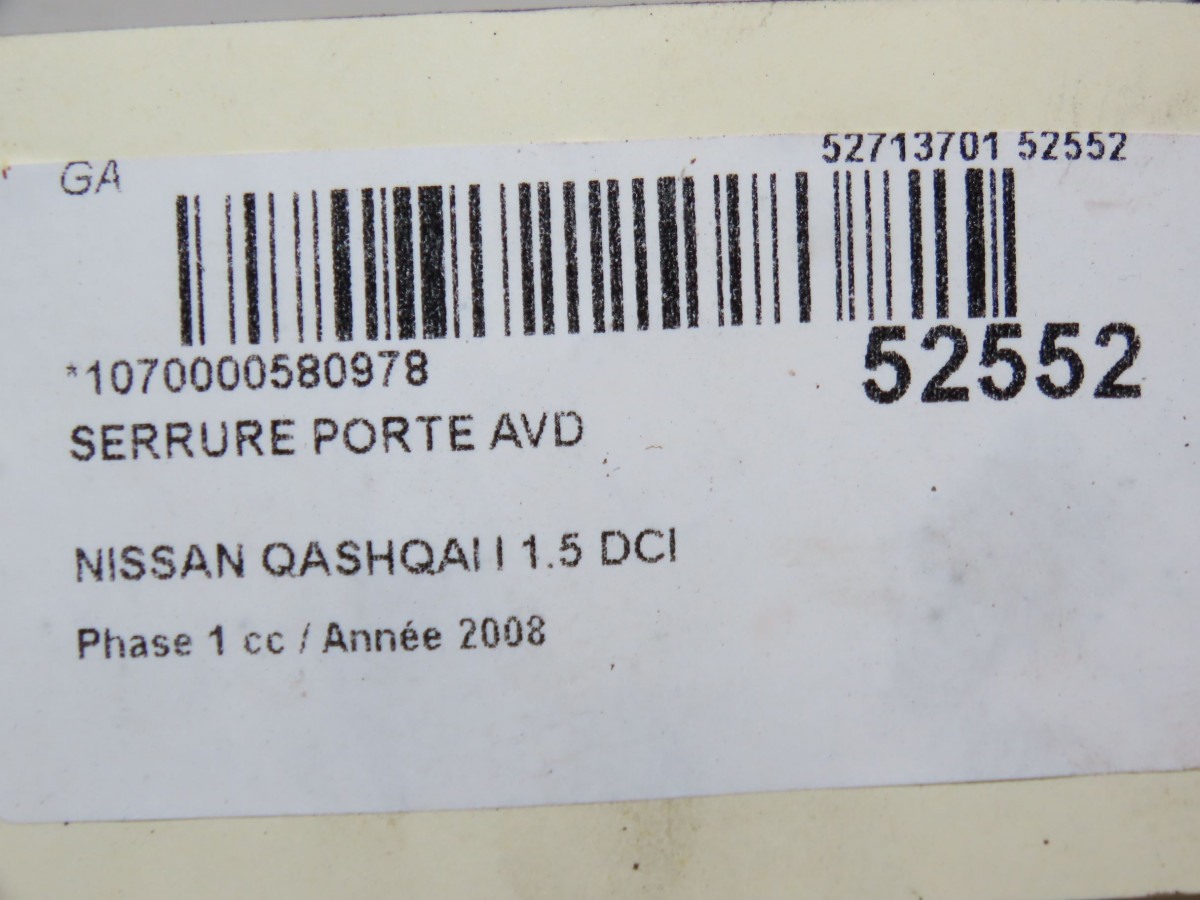 GA
52713701 52552
*1070000580978
52552
SERRURE PORTE AVD
NISSAN QASHQAI I 1.5 DCI
Phase 1 cc / Année 2008